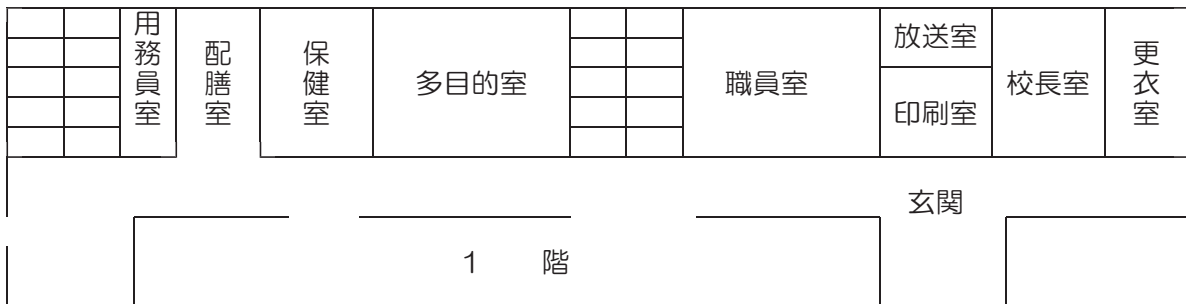 用務員室
配膳室
保健室
多目的室
職員室
放送室
印刷室
校長室
更衣室
玄関
1 階